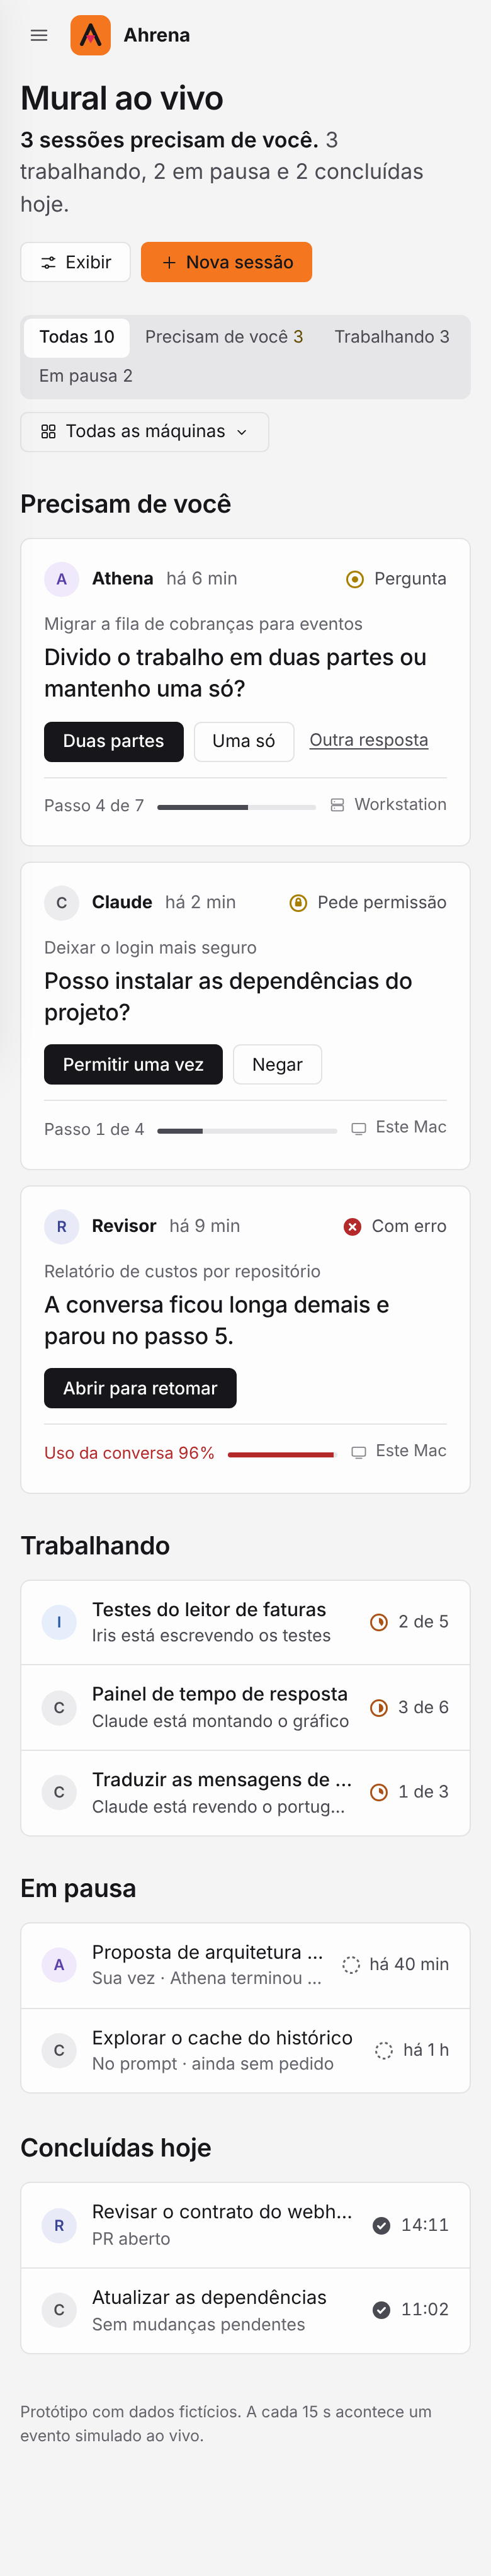 Ahrena
Mural ao vivo
3 sessões precisam de você. 3
trabalhando, 2 em pausa e 2 concluídas
hoje.
Exibir
Nova sessão
Todas 10
Precisam de você 3
Trabalhando 3
Em pausa 2
Todas as máquinas
Precisam de você
A
Athena há 6 min
Pergunta
Migrar a fila de cobranças para eventos
Divido o trabalho em duas partes ou
mantenho uma só?
Duas partes
Uma só
Outra resposta
Passo 4 de 7
Workstation
C
Claude há 2 min
Pede permissão
Deixar o login mais seguro
Posso instalar as dependências do
projeto?
Permitir uma vez
Negar
Passo 1 de 4
Este Mac
R
Revisor há 9 min
Com erro
Relatório de custos por repositório
A conversa ficou longa demais e
parou no passo 5.
Abrir para retomar
Uso da conversa 96%
Este Mac
Trabalhando
I
Testes do leitor de faturas
Iris está escrevendo os testes
2 de 5
C
Painel de tempo de resposta
Claude está montando o gráfico
3 de 6
C
Traduzir as mensagens de ...
Claude está revendo o portug...
1 de 3
Em pausa
A
Proposta de arquitetura ...
Sua vez · Athena terminou ...
há 40 min
C
Explorar o cache do histórico
No prompt · ainda sem pedido
há 1 h
Concluídas hoje
R
Revisar o contrato do webh...
PR aberto
14:11
C
Atualizar as dependências
Sem mudanças pendentes
11:02
Protótipo com dados fictícios. A cada 15 s acontece um
evento simulado ao vivo.